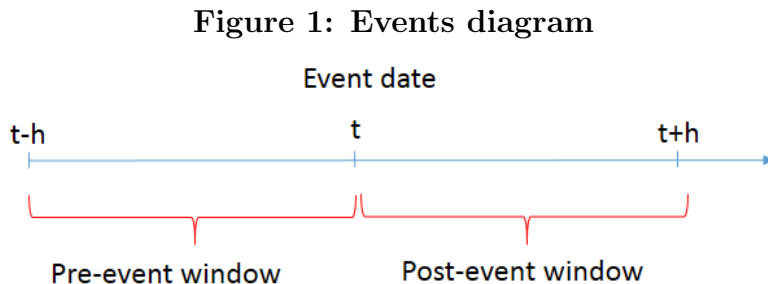 Figure 1: Events diagram
Event date
t-h
t
t+h
Pre-event window
Post-event window